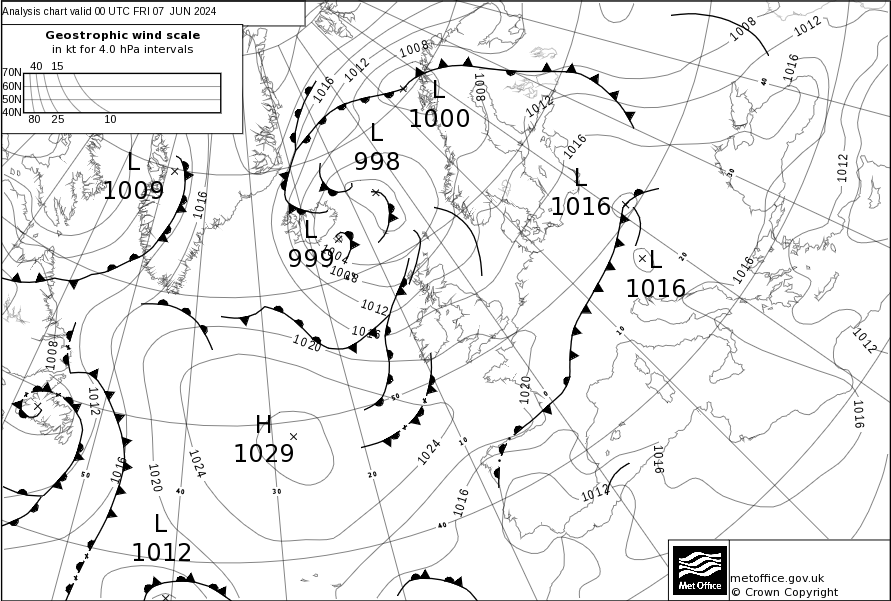 Analysis chart valid 00 UTC FRI 07 JUN 2024
Geostrophic wind scale
in kt for 4.0 hPa intervals
40 15
70N
60N
50N
40N
80 25 10
1008
1012
1016
1008
1012
1016
1008
1012
1016
1012
L
1000
L
998
L
1009
1016
L
1016
L
999
1004
1008
L
1016
1016
1012
1016
1020
1012
1008
1012
1020
1016
H
1029
1016
1020
1024
1024
1016
1016
1012
L
1012
50
40
30
20
10
40
50
0
10
20
30
40
Met Office
metoffice.gov.uk
© Crown Copyright